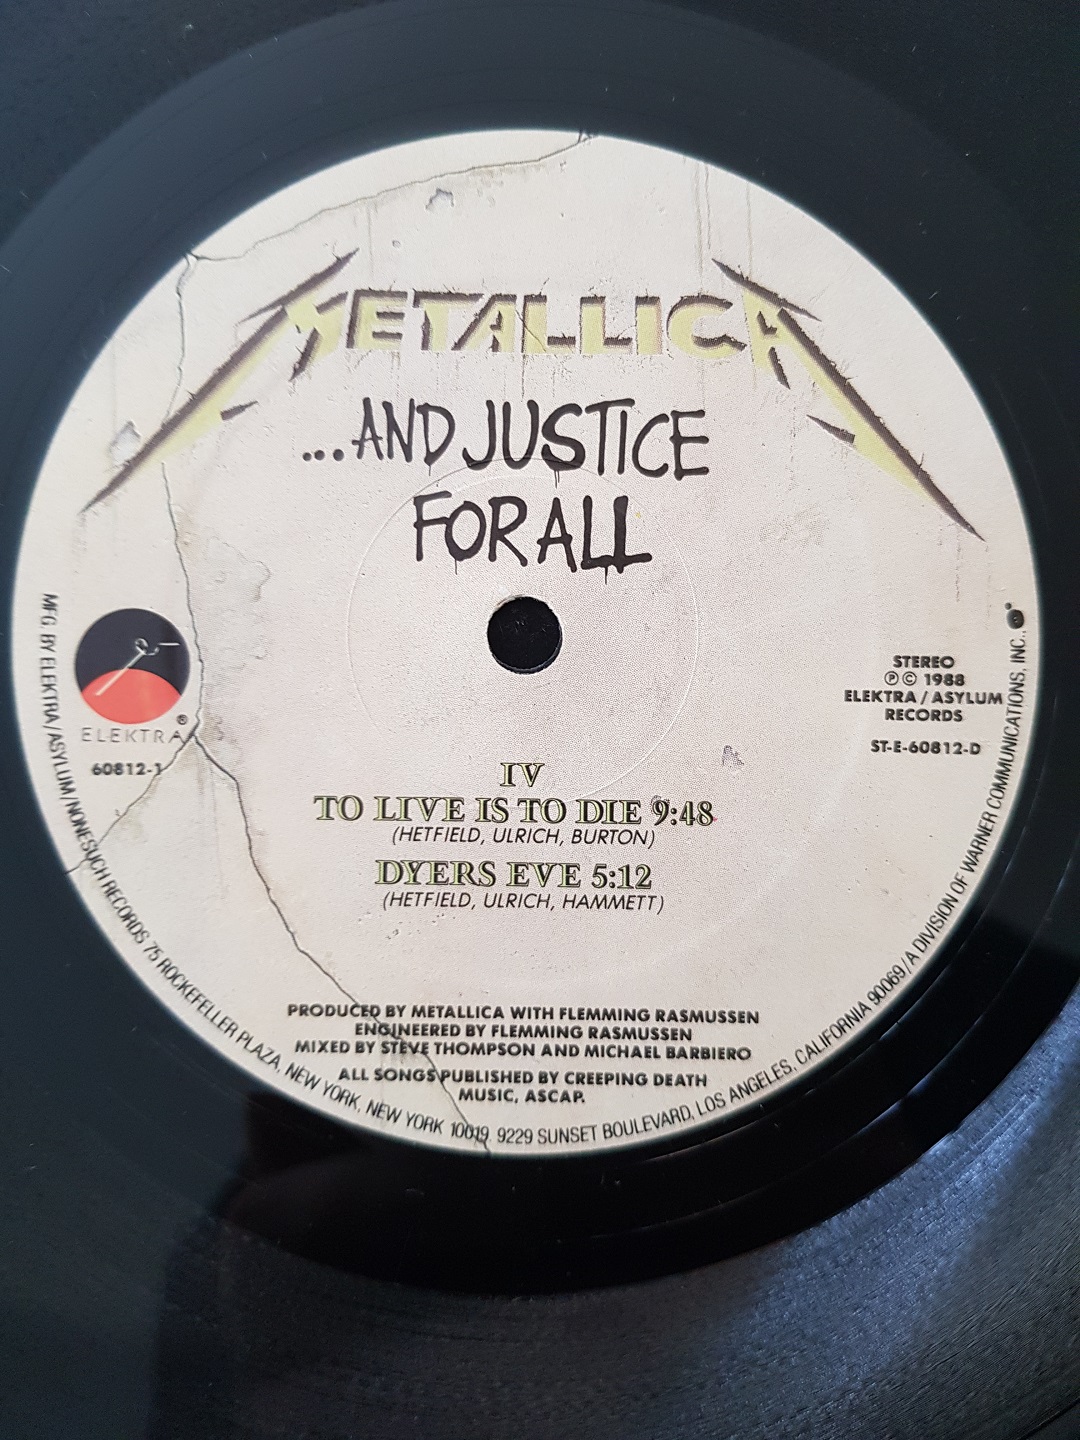 METALLICA
...AND JUSTICE
FOR ALL
ELEKTRA®
60812-1
STEREO
℗© 1988
ELEKTRA/ASYLUM
RECORDS
ST-E-60812-D
IV
TO LIVE IS TO DIE 9:48
(HETFIELD, ULRICH, BURTON)
DYERS EVE 5:12
(HETFIELD, ULRICH, HAMMETT)
PRODUCED BY METALLICA WITH FLEMMING RASMUSSEN
ENGINEERED BY FLEMMING RASMUSSEN
MIXED BY STEVE THOMPSON AND MICHAEL BARBIERO
ALL SONGS PUBLISHED BY CREEPING DEATH
MUSIC, ASCAP.
MFG. BY ELEKTRA/ASYLUM/NONESUCH RECORDS 75 ROCKEFELLER PLAZA, NEW YORK, NEW YORK 10019. 9229 SUNSET BOULEVARD, LOS ANGELES, CALIFORNIA 90069/A DIVISION OF WARNER COMMUNICATIONS, INC.,